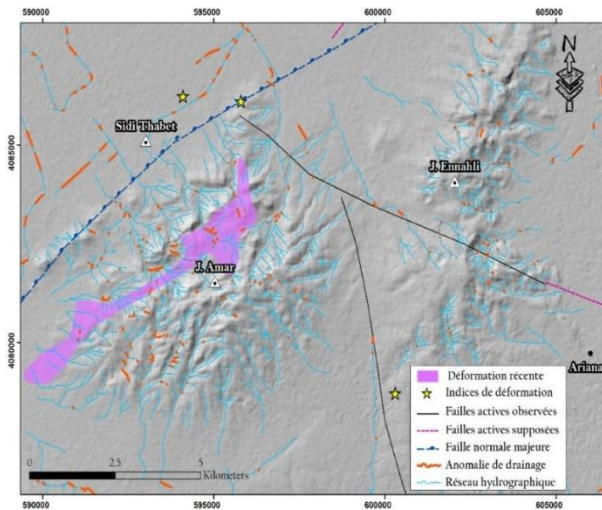 590000 595000 600000 605000
N
Sidi Thabet
4085000
J. Ennahli
J. Amar
4080000
Ariana
Déformation récente
Indices de déformation
Failles actives observées
Failles actives supposées
Faille normale majeure
Anomalie de drainage
Réseau hydrographique
0 2.5 5
Kilometers
590000 595000 600000 605000